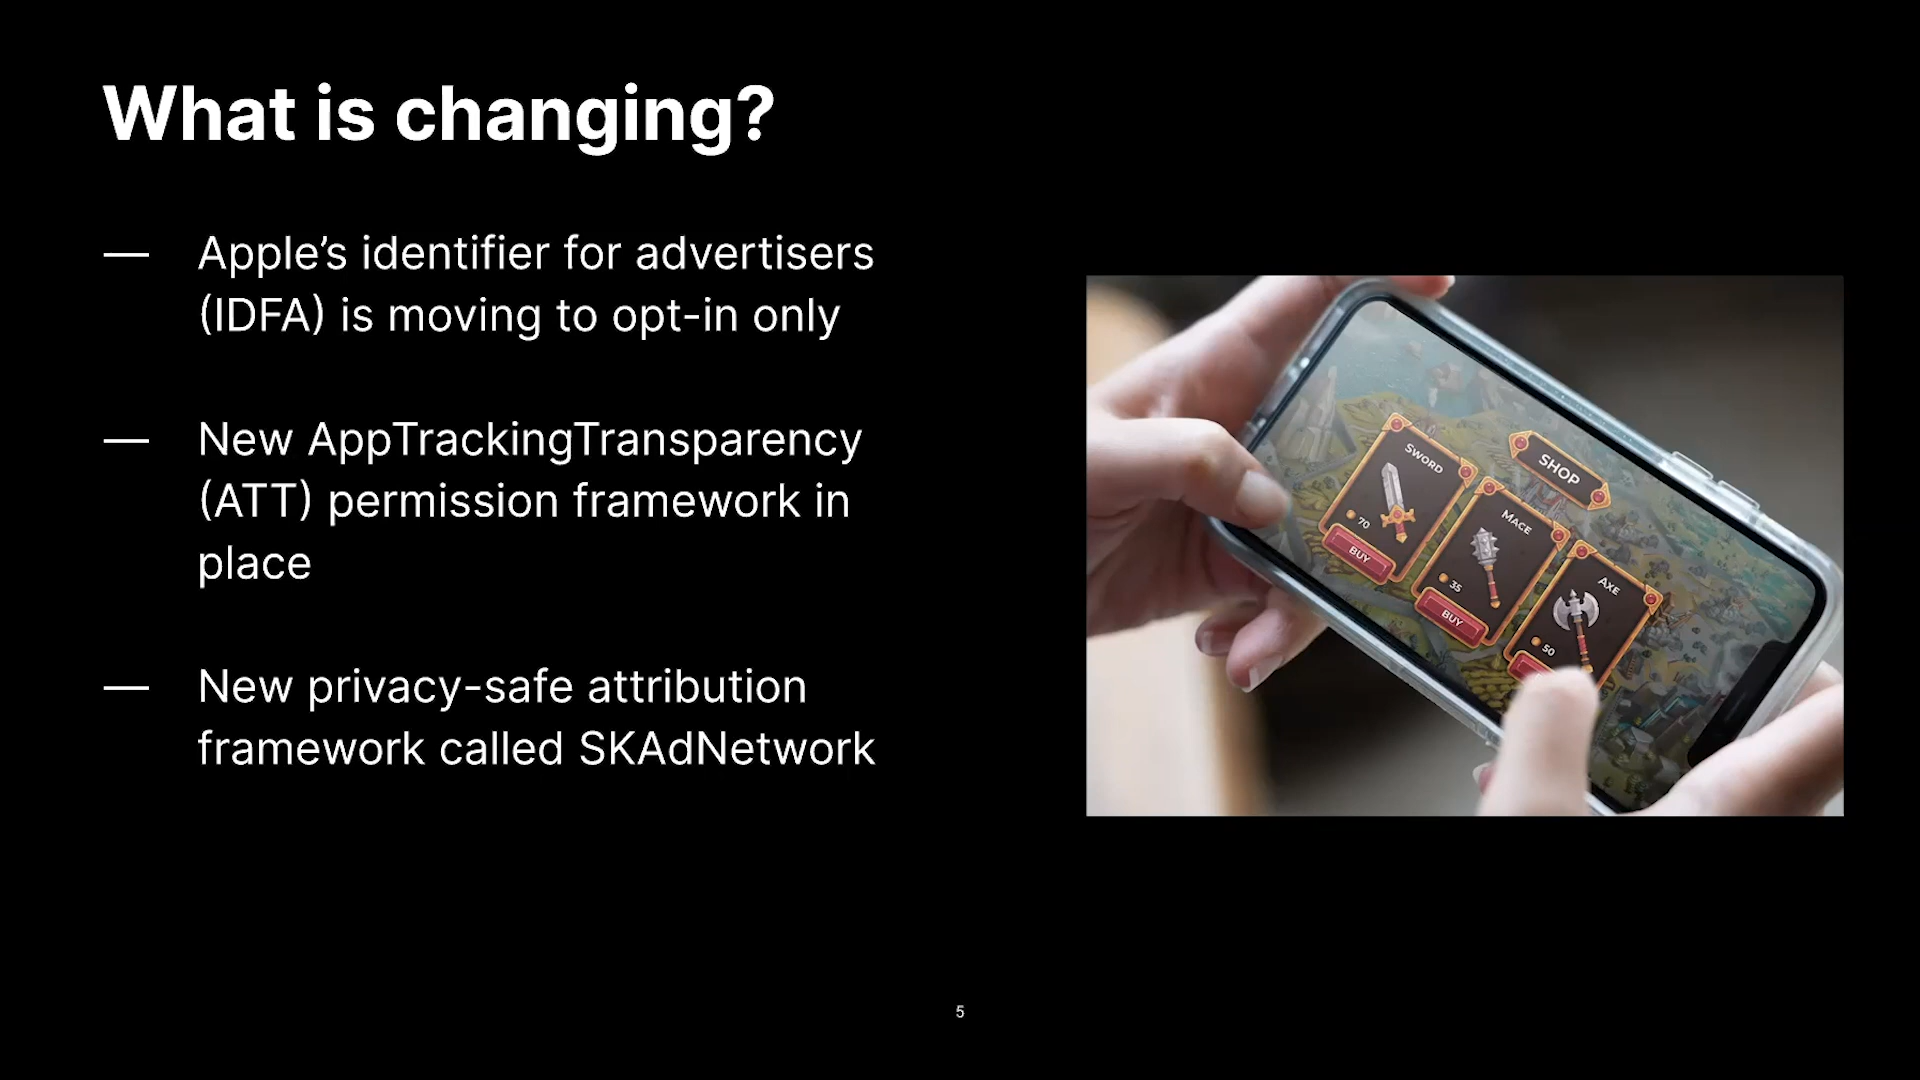 What is changing?
— Apple’s identifier for advertisers
(IDFA) is moving to opt-in only
— New AppTrackingTransparency
(ATT) permission framework in
place
— New privacy-safe attribution
framework called SKAdNetwork
SHOP
SWORD
70
BUY
MACE
35
BUY
AXE
50
5